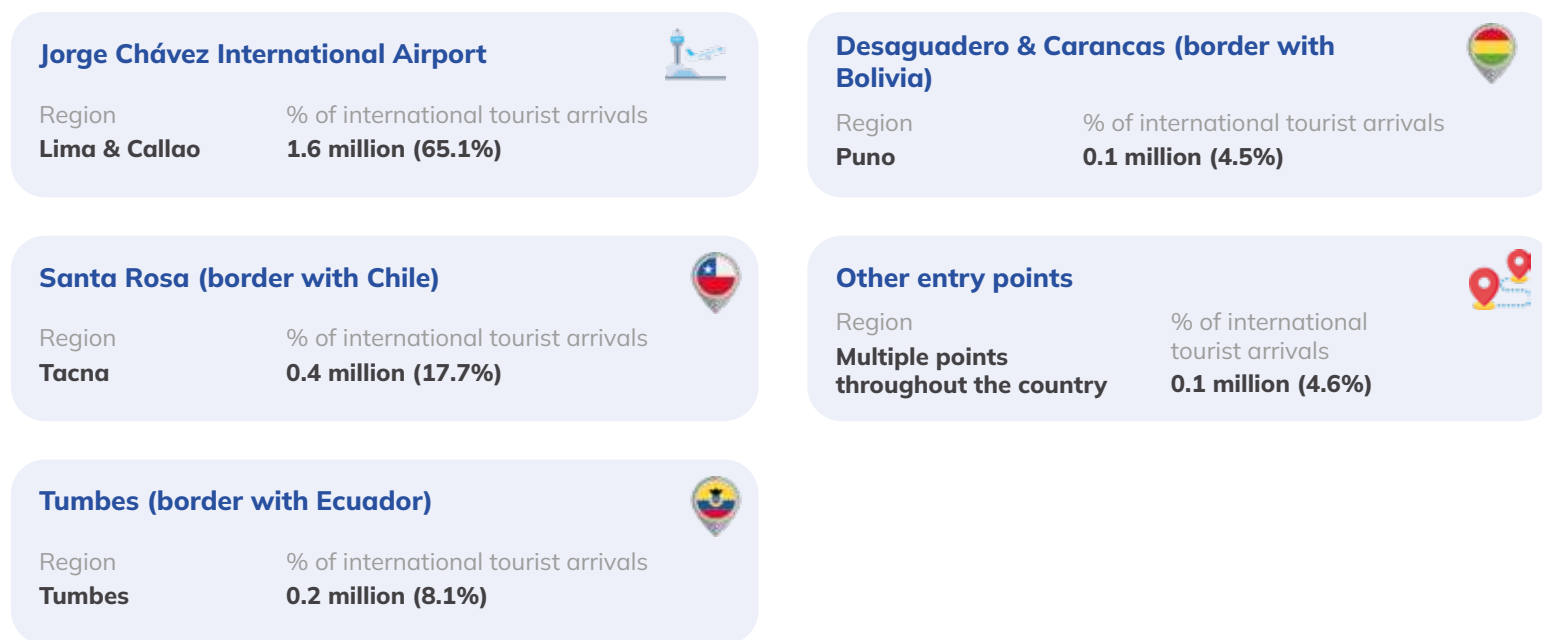 Jorge Chávez International Airport
Region
% of international tourist arrivals
Lima & Callao
1.6 million (65.1%)
Santa Rosa (border with Chile)
Region
% of international tourist arrivals
Tacna
0.4 million (17.7%)
Tumbes (border with Ecuador)
Region
% of international tourist arrivals
Tumbes
0.2 million (8.1%)
Desaguadero & Carancas (border with
Bolivia)
Region
% of international tourist arrivals
Puno
0.1 million (4.5%)
Other entry points
Region
% of international
tourist arrivals
Multiple points
throughout the country
0.1 million (4.6%)